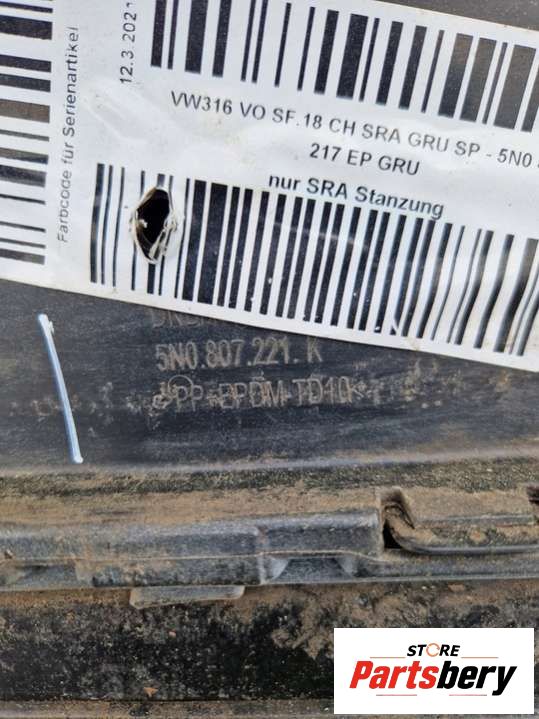 Farbcode für Serienartikel
12.3.2021
VW316 VO SF.18 CH SRA GRU SP - 5N0
217 EP GRU
nur SRA Stanzung
5N0.807.221. K
PP+EPDM-TD10
STORE
Partsbery